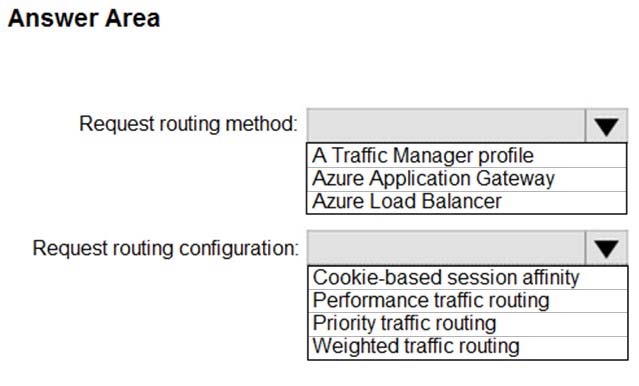 Answer Area
Request routing method:
A Traffic Manager profile
Azure Application Gateway
Azure Load Balancer
Request routing configuration:
Cookie-based session affinity
Performance traffic routing
Priority traffic routing
Weighted traffic routing